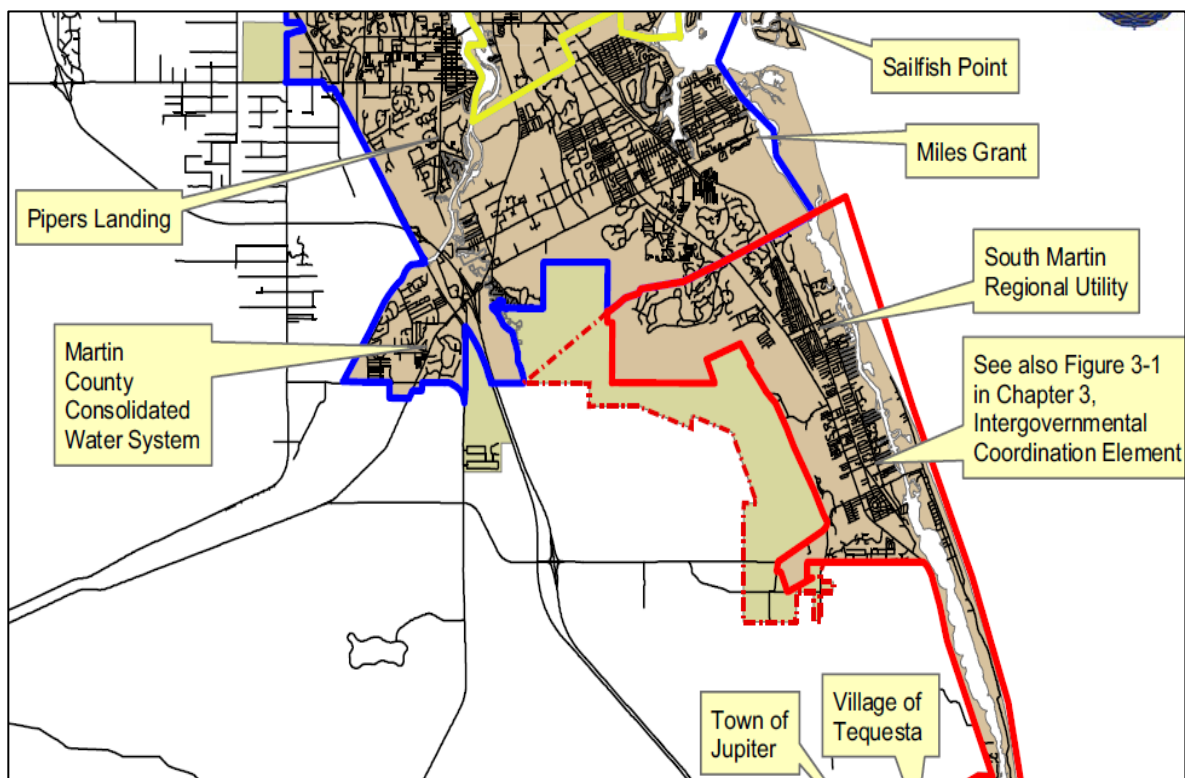 Sailfish Point
Miles Grant
Pipers Landing
South Martin
Regional Utility
Martin
County
Consolidated
Water System
See also Figure 3-1
in Chapter 3,
Intergovernmental
Coordination Element
Town of
Jupiter
Village of
Tequesta